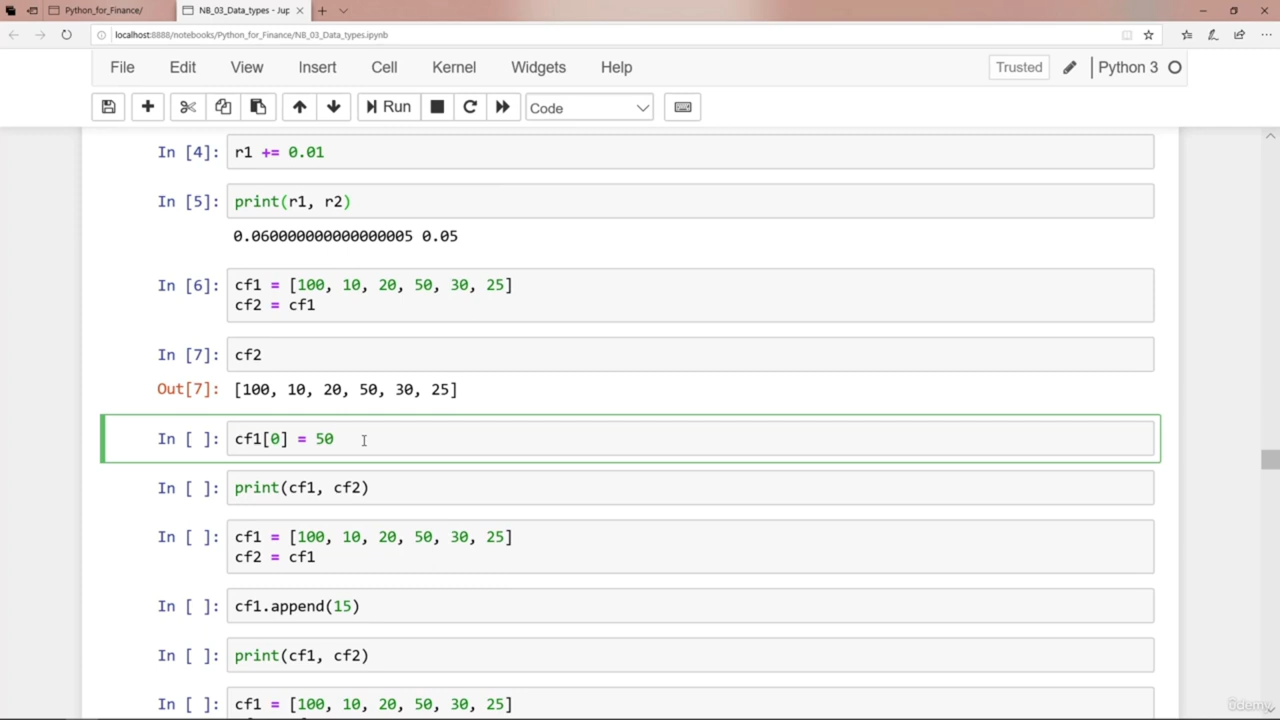 Python_for_Finance/
NB_03_Data_types - Jup
localhost:8888/notebooks/Python_for_Finance/NB_03_Data_types.ipynb
File Edit View Insert Cell Kernel Widgets Help
Trusted
Python 3
Run
Code
In [4]: r1 += 0.01
In [5]: print(r1, r2)
0.060000000000000005 0.05
In [6]: cf1 = [100, 10, 20, 50, 30, 25]
cf2 = cf1
In [7]: cf2
Out[7]: [100, 10, 20, 50, 30, 25]
In [ ]: cf1[0] = 50
In [ ]: print(cf1, cf2)
In [ ]: cf1 = [100, 10, 20, 50, 30, 25]
cf2 = cf1
In [ ]: cf1.append(15)
In [ ]: print(cf1, cf2)
In [ ]: cf1 = [100, 10, 20, 50, 30, 25]
ûdemy